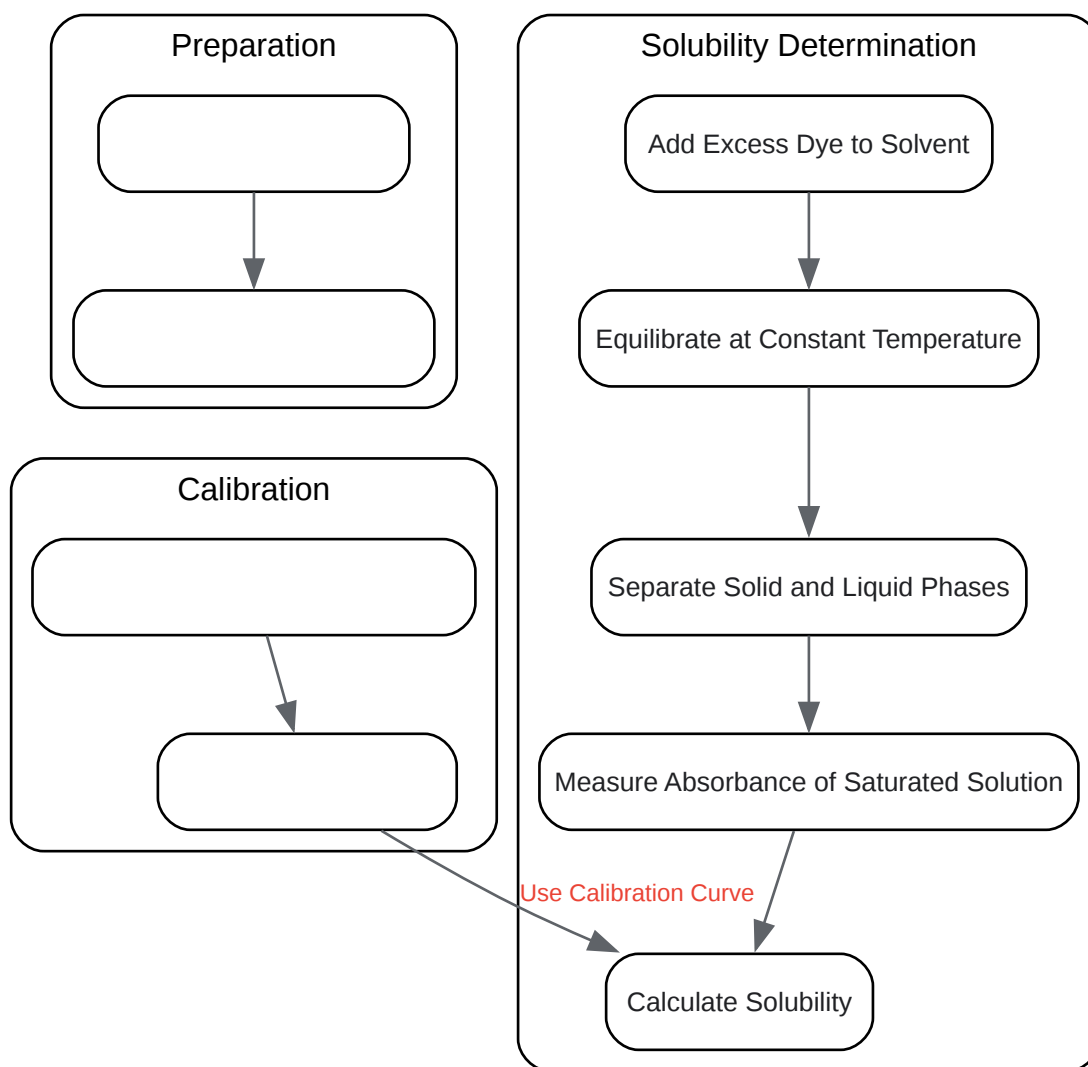 Preparation
Calibration
Solubility Determination
Add Excess Dye to Solvent
Equilibrate at Constant Temperature
Separate Solid and Liquid Phases
Measure Absorbance of Saturated Solution
Use Calibration Curve
Calculate Solubility